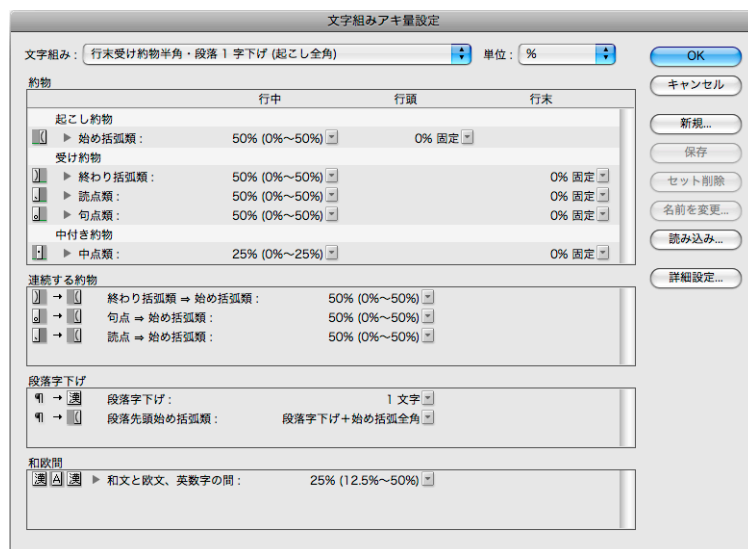 文字組みアキ量設定
文字組み : 行末受け約物半角・段落 1 字下げ (起こし全角)
単位 : %
OK
キャンセル
新規...
保存
セット削除
名前を変更...
読み込み...
詳細設定...
約物
行中 行頭 行末
起こし約物
始め括弧類 : 50% (0%〜50%) 0% 固定
受け約物
終わり括弧類 : 50% (0%〜50%) 0% 固定
読点類 : 50% (0%〜50%) 0% 固定
句点類 : 50% (0%〜50%) 0% 固定
中付き約物
中点類 : 25% (0%〜25%) 0% 固定
連続する約物
) → ( 終わり括弧類 ⇒ 始め括弧類 : 50% (0%〜50%)
。 → ( 句点 ⇒ 始め括弧類 : 50% (0%〜50%)
、 → ( 読点 ⇒ 始め括弧類 : 50% (0%〜50%)
段落字下げ
¶ → 漢 段落字下げ : 1 文字
¶ → ( 段落先頭始め括弧類 : 段落字下げ+始め括弧全角
和欧間
漢 A 漢 和文と欧文、英数字の間 : 25% (12.5%〜50%)